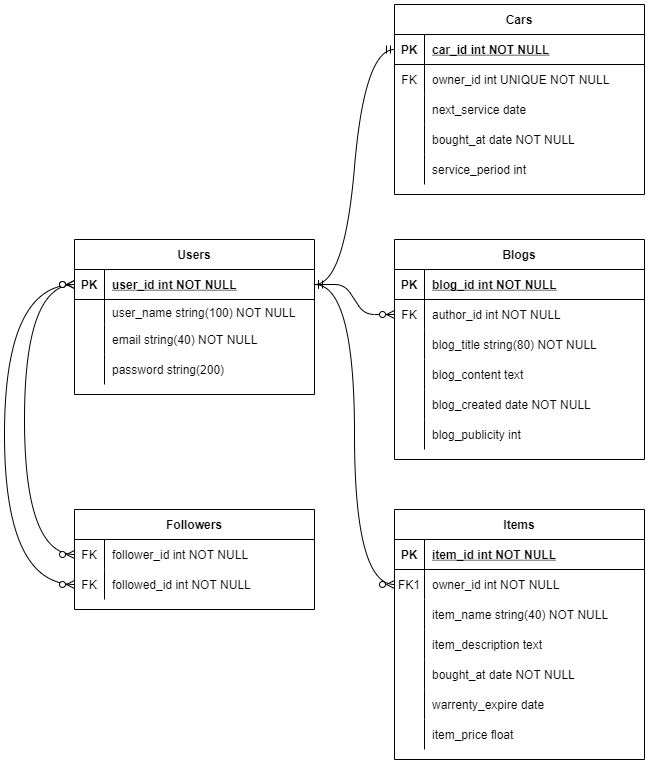 Cars
PK car_id int NOT NULL
FK owner_id int UNIQUE NOT NULL
next_service date
bought_at date NOT NULL
service_period int
Users
PK user_id int NOT NULL
user_name string(100) NOT NULL
email string(40) NOT NULL
password string(200)
Blogs
PK blog_id int NOT NULL
FK author_id int NOT NULL
blog_title string(80) NOT NULL
blog_content text
blog_created date NOT NULL
blog_publicity int
Followers
FK follower_id int NOT NULL
FK followed_id int NOT NULL
Items
PK item_id int NOT NULL
FK1 owner_id int NOT NULL
item_name string(40) NOT NULL
item_description text
bought_at date NOT NULL
warrenty_expire date
item_price float